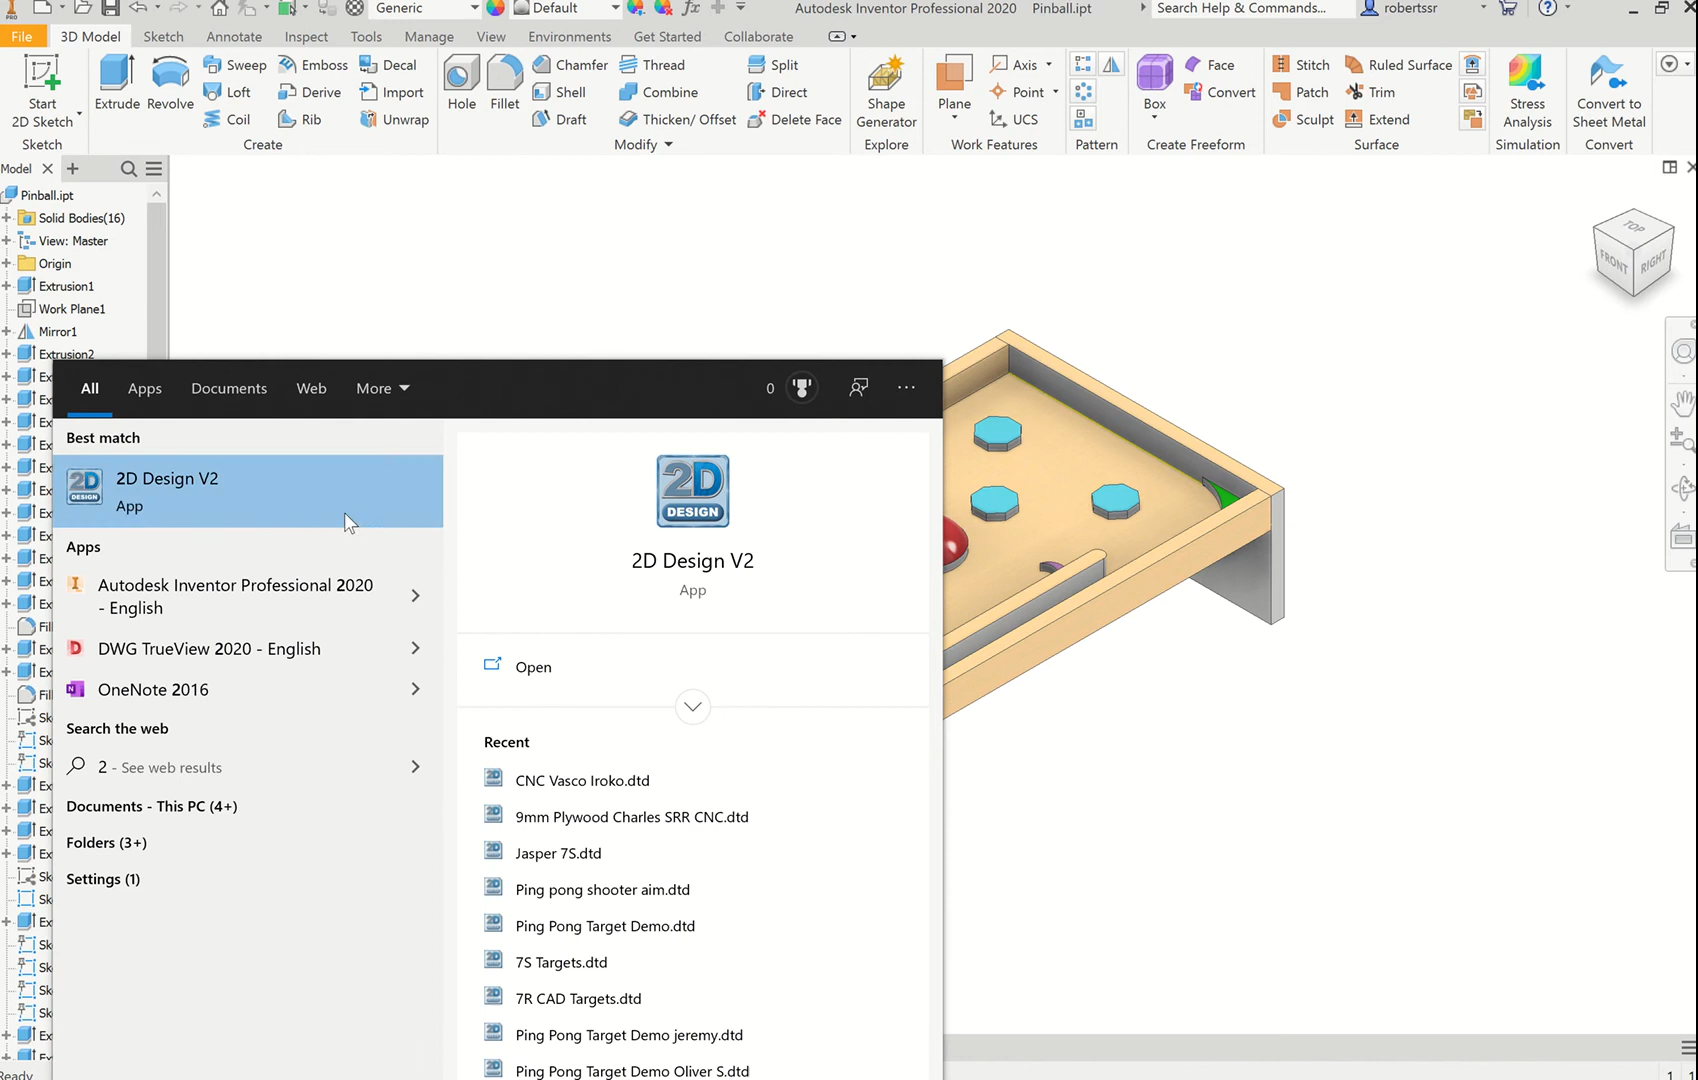 Generic
Default
Autodesk Inventor Professional 2020 Pinball.ipt
Search Help & Commands...
robertssr
File 3D Model Sketch Annotate Inspect Tools Manage View Environments Get Started Collaborate
Start
2D Sketch
Extrude
Revolve
Sweep
Loft
Coil
Emboss
Derive
Rib
Decal
Import
Unwrap
Hole
Fillet
Chamfer
Shell
Draft
Thread
Combine
Thicken/ Offset
Split
Direct
Delete Face
Shape
Generator
Plane
Axis
Point
UCS
Box
Face
Convert
Stitch
Patch
Sculpt
Ruled Surface
Trim
Extend
Stress
Analysis
Convert to
Sheet Metal
Sketch Create Modify Explore Work Features Pattern Create Freeform Surface Simulation Convert
Model
Pinball.ipt
Solid Bodies(16)
View: Master
Origin
Extrusion1
Work Plane1
Mirror1
Extrusion2
TOP
FRONT
RIGHT
All Apps Documents Web More
0
Best match
2D Design V2
App
Apps
Autodesk Inventor Professional 2020
- English
DWG TrueView 2020 - English
OneNote 2016
Search the web
2 - See web results
Documents - This PC (4+)
Folders (3+)
Settings (1)
2D
DESIGN
2D Design V2
App
Open
Recent
CNC Vasco Iroko.dtd
9mm Plywood Charles SRR CNC.dtd
Jasper 7S.dtd
Ping pong shooter aim.dtd
Ping Pong Target Demo.dtd
7S Targets.dtd
7R CAD Targets.dtd
Ping Pong Target Demo jeremy.dtd
Ping Pong Target Demo Oliver S.dtd
Ready
1